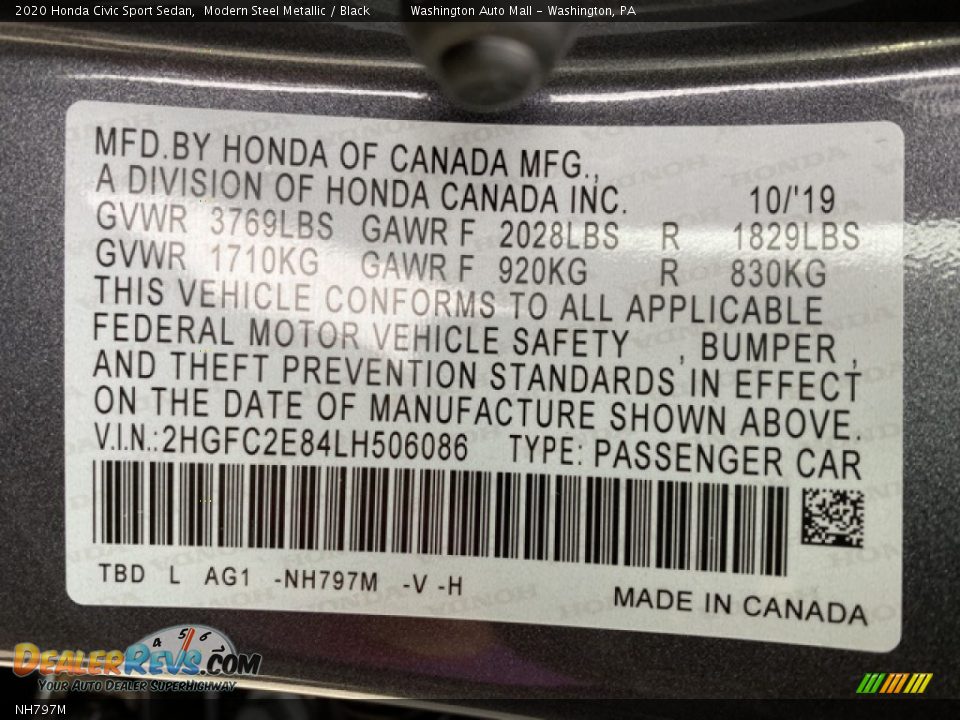 2020 Honda Civic Sport Sedan, Modern Steel Metallic / Black Washington Auto Mall - Washington, PA
MFD.BY HONDA OF CANADA MFG.,
A DIVISION OF HONDA CANADA INC. 10/'19
GVWR 3769LBS GAWR F 2028LBS R 1829LBS
GVWR 1710KG GAWR F 920KG R 830KG
THIS VEHICLE CONFORMS TO ALL APPLICABLE
FEDERAL MOTOR VEHICLE SAFETY , BUMPER ,
AND THEFT PREVENTION STANDARDS IN EFFECT
ON THE DATE OF MANUFACTURE SHOWN ABOVE.
V.I.N.:2HGFC2E84LH506086 TYPE: PASSENGER CAR
TBD L AG1 -NH797M -V -H
MADE IN CANADA
4 5 6
DealerRevs.com
Your Auto Dealer SuperHighway
NH797M